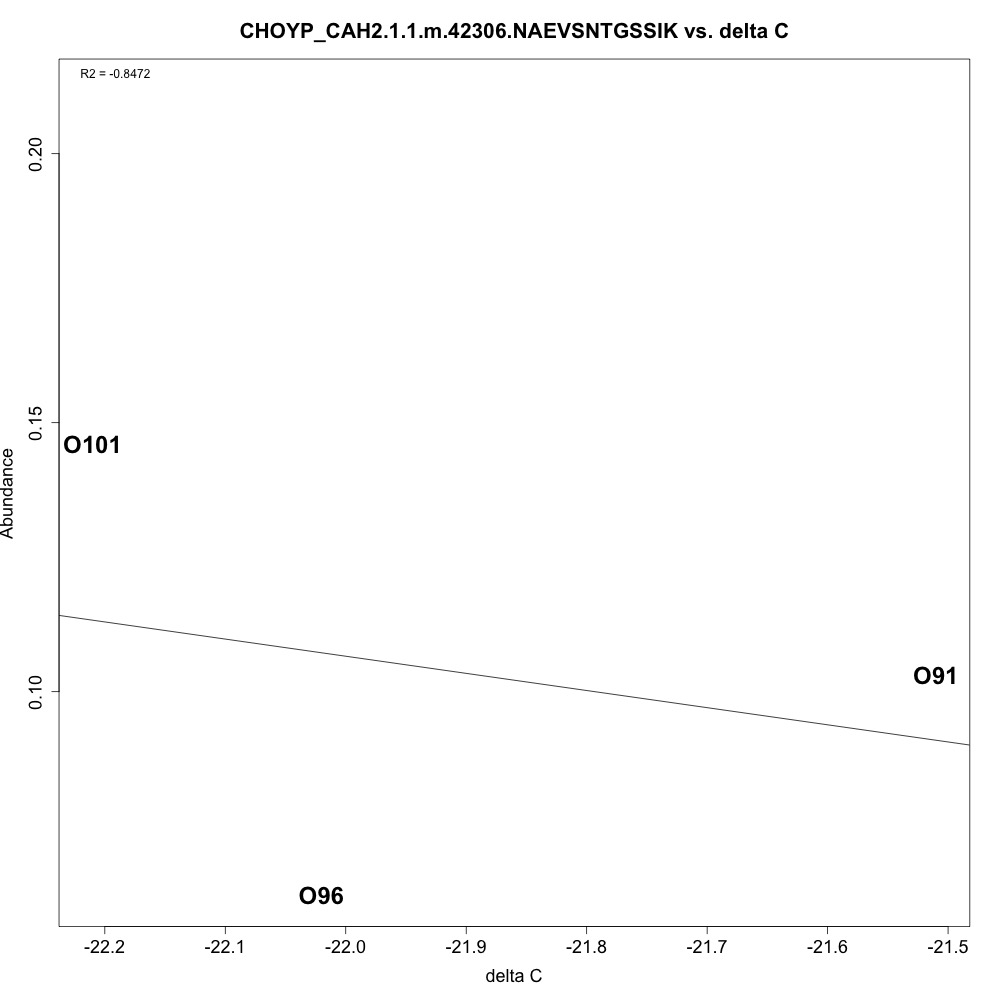 CHOYP_CAH2.1.1.m.42306.NAEVSNTGSSIK vs. delta C
R2 = -0.8472
0.20
0.15
O101
Abundance
O91
0.10
O96
-22.2 -22.1 -22.0 -21.9 -21.8 -21.7 -21.6 -21.5
delta C